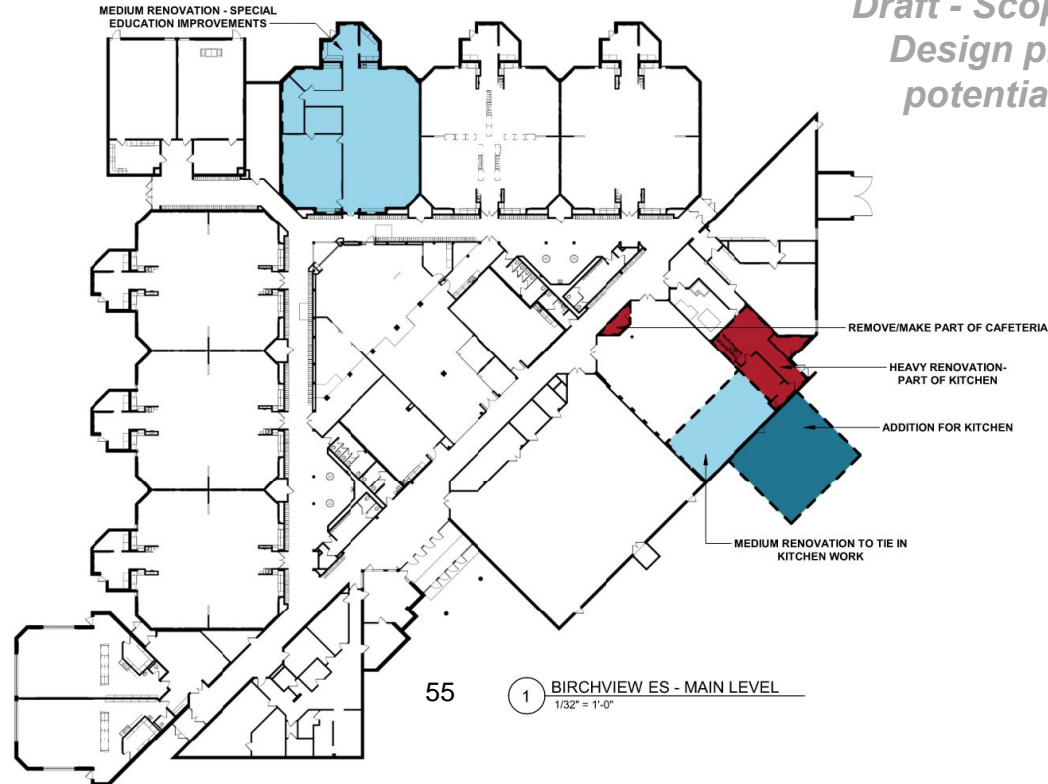 Draft - Scop
Design p
potentia
MEDIUM RENOVATION - SPECIAL
EDUCATION IMPROVEMENTS
REMOVE/MAKE PART OF CAFETERIA
HEAVY RENOVATION-
PART OF KITCHEN
ADDITION FOR KITCHEN
MEDIUM RENOVATION TO TIE IN
KITCHEN WORK
55
1 BIRCHVIEW ES - MAIN LEVEL
1/32" = 1'-0"